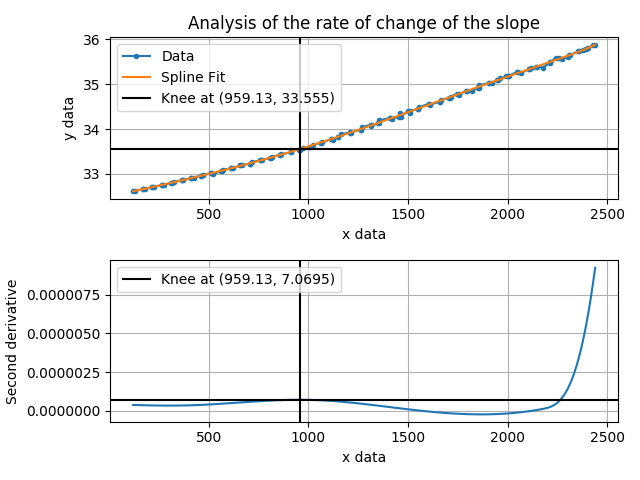 Analysis of the rate of change of the slope
36
35
34
33
y data
Data
Spline Fit
Knee at (959.13, 33.555)
500 1000 1500 2000 2500
x data
0.0000075
0.0000050
0.0000025
0.0000000
Second derivative
Knee at (959.13, 7.0695)
500 1000 1500 2000 2500
x data